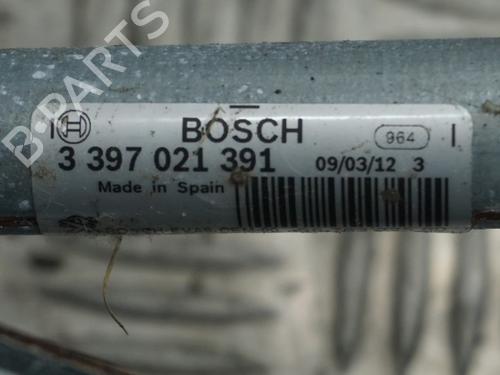 B-PARTS
BOSCH 964
3 397 021 391 09/03/12 3
Made in Spain